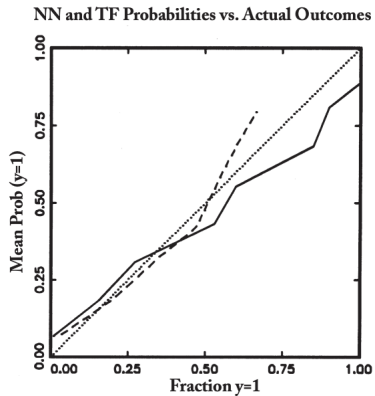 NN and TF Probabilities vs. Actual Outcomes
1.00
0.75
0.50
0.25
0.00
Mean Prob (y=1)
0.00 0.25 0.50 0.75 1.00
Fraction y=1